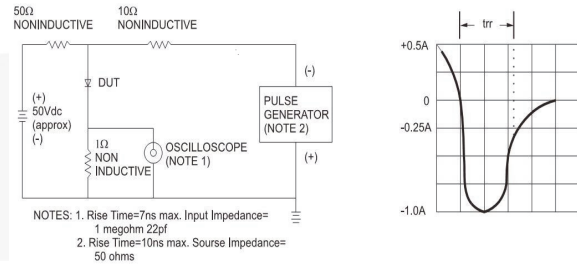 50Ω
NONINDUCTIVE
10Ω
NONINDUCTIVE
DUT
(+)
50Vdc
(approx)
(-)
1Ω
NON
INDUCTIVE
OSCILLOSCOPE
(NOTE 1)
(-)
PULSE
GENERATOR
(NOTE 2)
(+)
NOTES: 1. Rise Time=7ns max. Input Impedance=
1 megohm 22pf
2. Rise Time=10ns max. Sourse Impedance=
50 ohms
trr
+0.5A
0
-0.25A
-1.0A